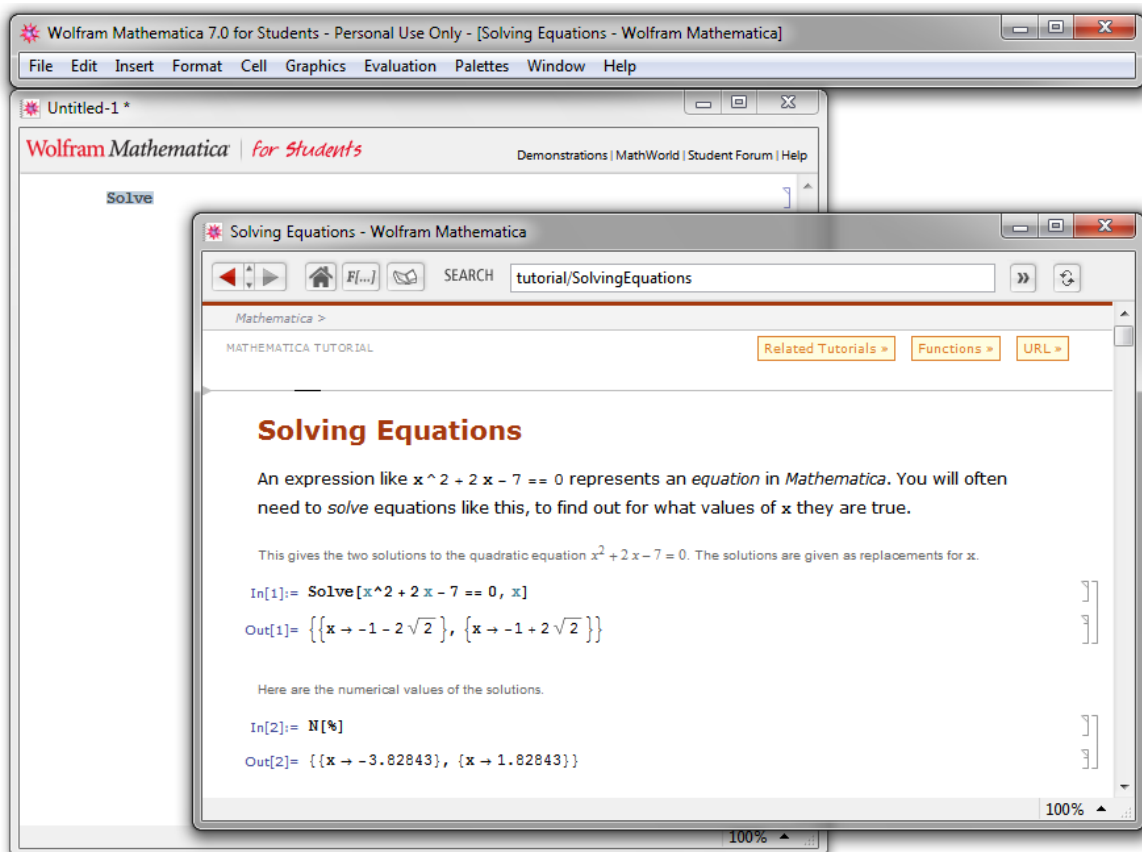 Wolfram Mathematica 7.0 for Students - Personal Use Only - [Solving Equations - Wolfram Mathematica]
File Edit Insert Format Cell Graphics Evaluation Palettes Window Help
Untitled-1 *
Wolfram Mathematica | for Students
Demonstrations | MathWorld | Student Forum | Help
Solve
Solving Equations - Wolfram Mathematica
F[...] SEARCH tutorial/SolvingEquations »
Mathematica >
MATHEMATICA TUTORIAL
Related Tutorials » Functions » URL »
Solving Equations
An expression like x^2 + 2 x - 7 == 0 represents an equation in Mathematica. You will often
need to solve equations like this, to find out for what values of x they are true.
This gives the two solutions to the quadratic equation x² + 2 x – 7 = 0. The solutions are given as replacements for x.
In[1]:= Solve[x^2 + 2 x - 7 == 0, x]
Out[1]= {{x → -1 - 2 √2 }, {x → -1 + 2 √2 }}
Here are the numerical values of the solutions.
In[2]:= N[%]
Out[2]= {{x → -3.82843}, {x → 1.82843}}
100%
100%